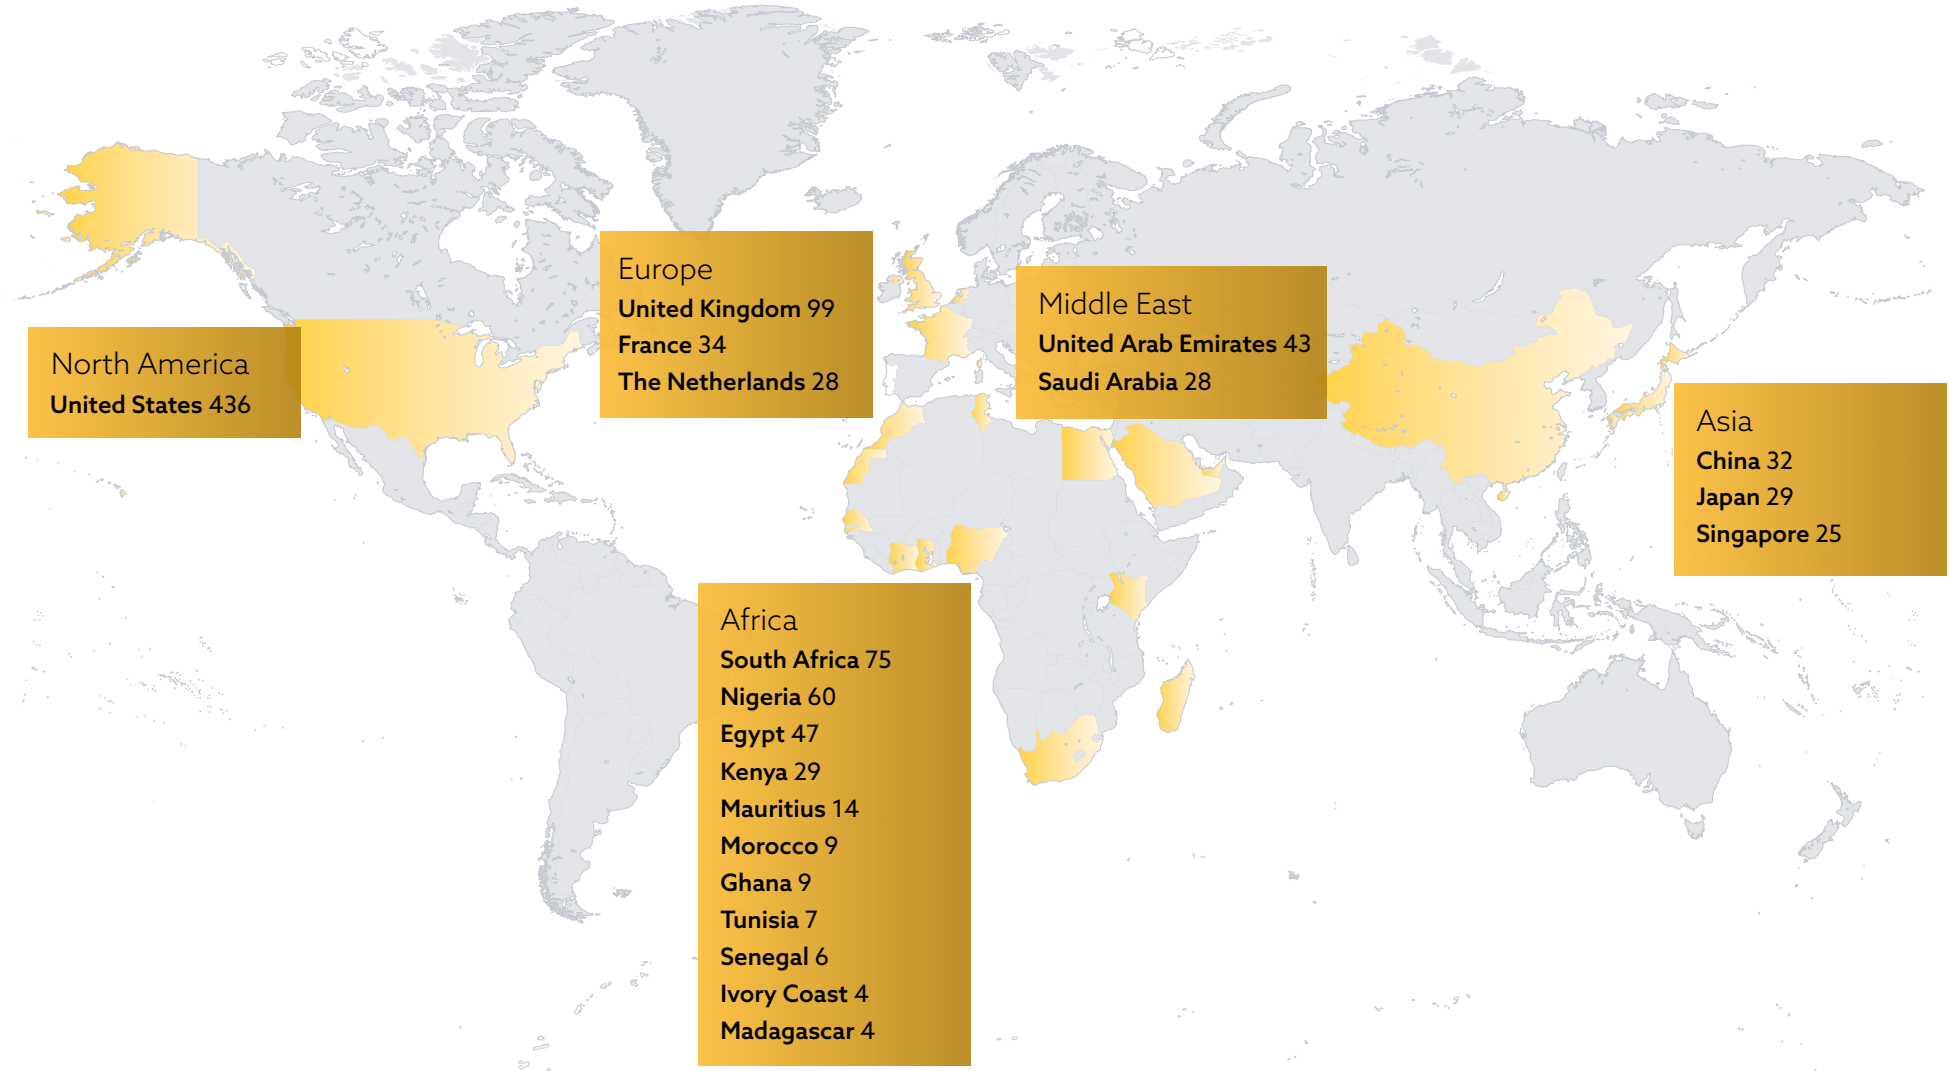 North America
United States 436
Europe
United Kingdom 99
France 34
The Netherlands 28
Middle East
United Arab Emirates 43
Saudi Arabia 28
Asia
China 32
Japan 29
Singapore 25
Africa
South Africa 75
Nigeria 60
Egypt 47
Kenya 29
Mauritius 14
Morocco 9
Ghana 9
Tunisia 7
Senegal 6
Ivory Coast 4
Madagascar 4